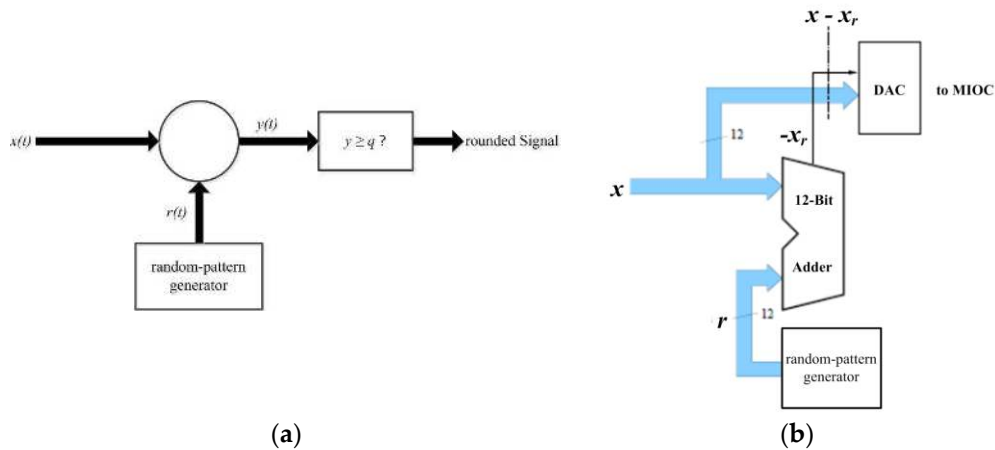 x(t)
y(t)
y ≥ q ?
rounded Signal
r(t)
random-pattern
generator
(a)
x - xᵣ
DAC
to MIOC
12
-xᵣ
x
12-Bit
Adder
r
12
random-pattern
generator
(b)